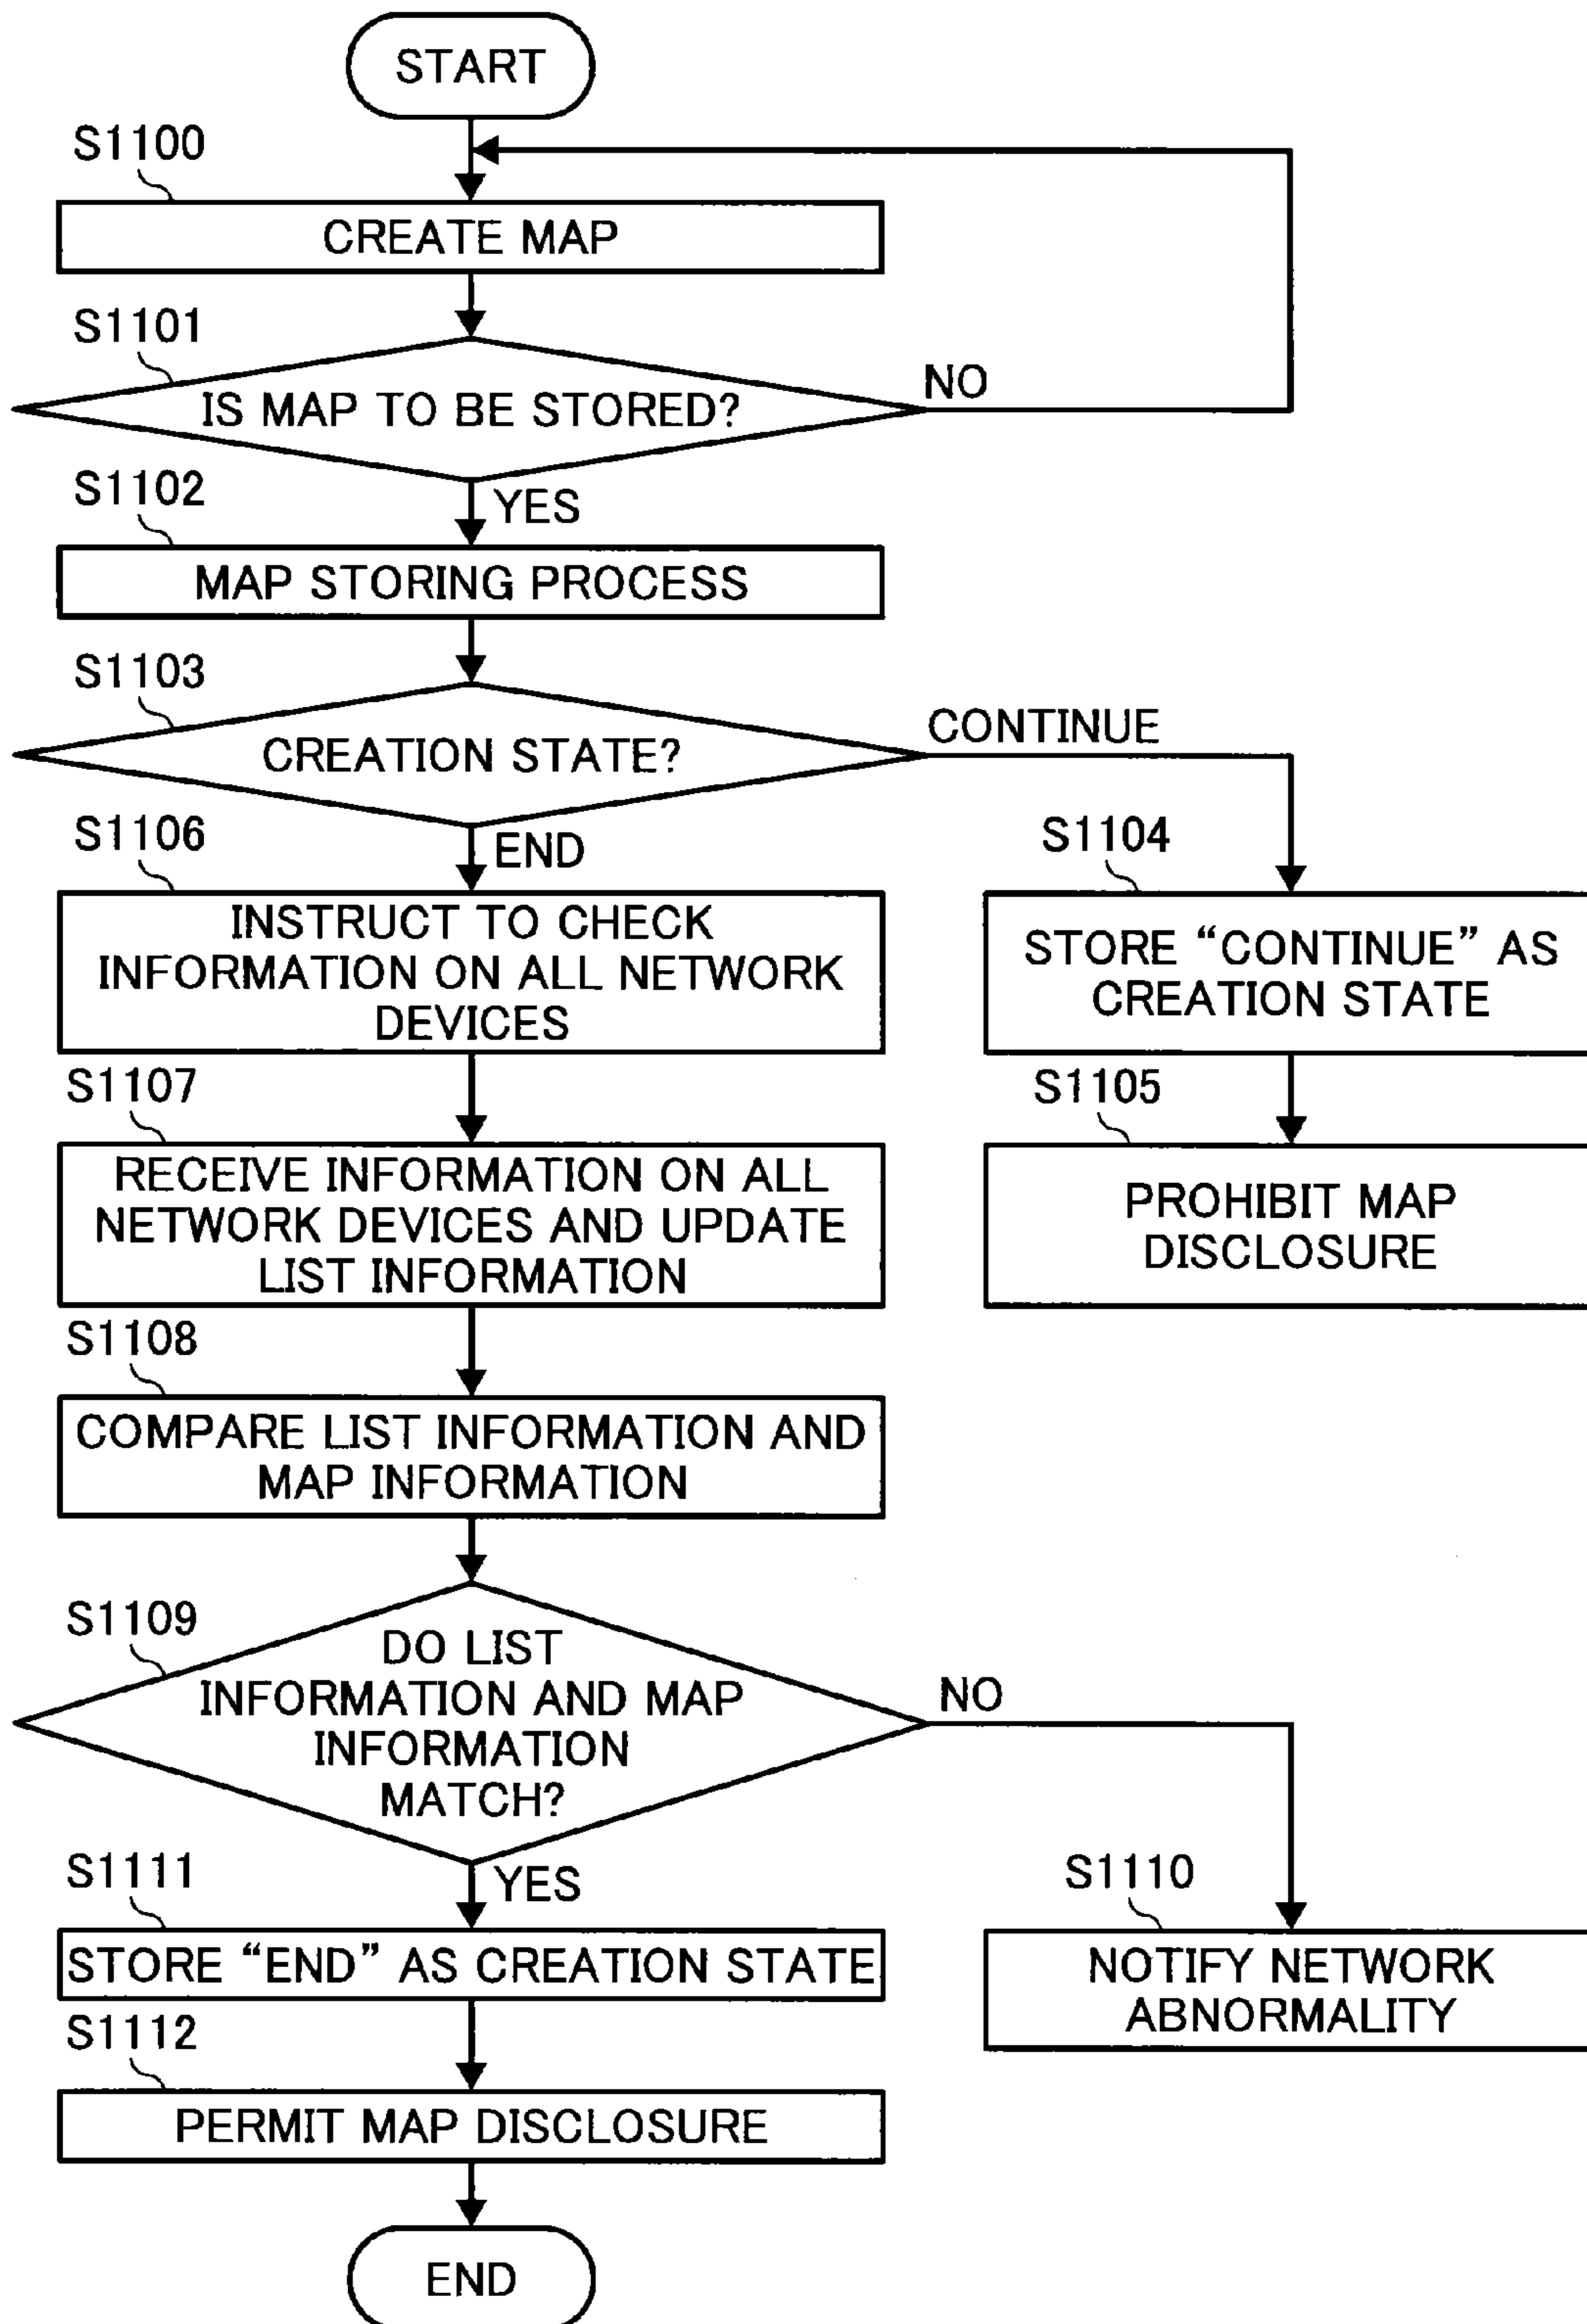 START
S1100
CREATE MAP
S1101
IS MAP TO BE STORED?
NO
S1102
YES
MAP STORING PROCESS
S1103
CREATION STATE?
CONTINUE
S1106
END
INSTRUCT TO CHECK
INFORMATION ON ALL NETWORK
DEVICES
S1104
STORE “CONTINUE” AS
CREATION STATE
S1107
RECEIVE INFORMATION ON ALL
NETWORK DEVICES AND UPDATE
LIST INFORMATION
S1105
PROHIBIT MAP
DISCLOSURE
S1108
COMPARE LIST INFORMATION AND
MAP INFORMATION
S1109
DO LIST
INFORMATION AND MAP
INFORMATION
MATCH?
NO
S1111
YES
STORE “END” AS CREATION STATE
S1110
NOTIFY NETWORK
ABNORMALITY
S1112
PERMIT MAP DISCLOSURE
END